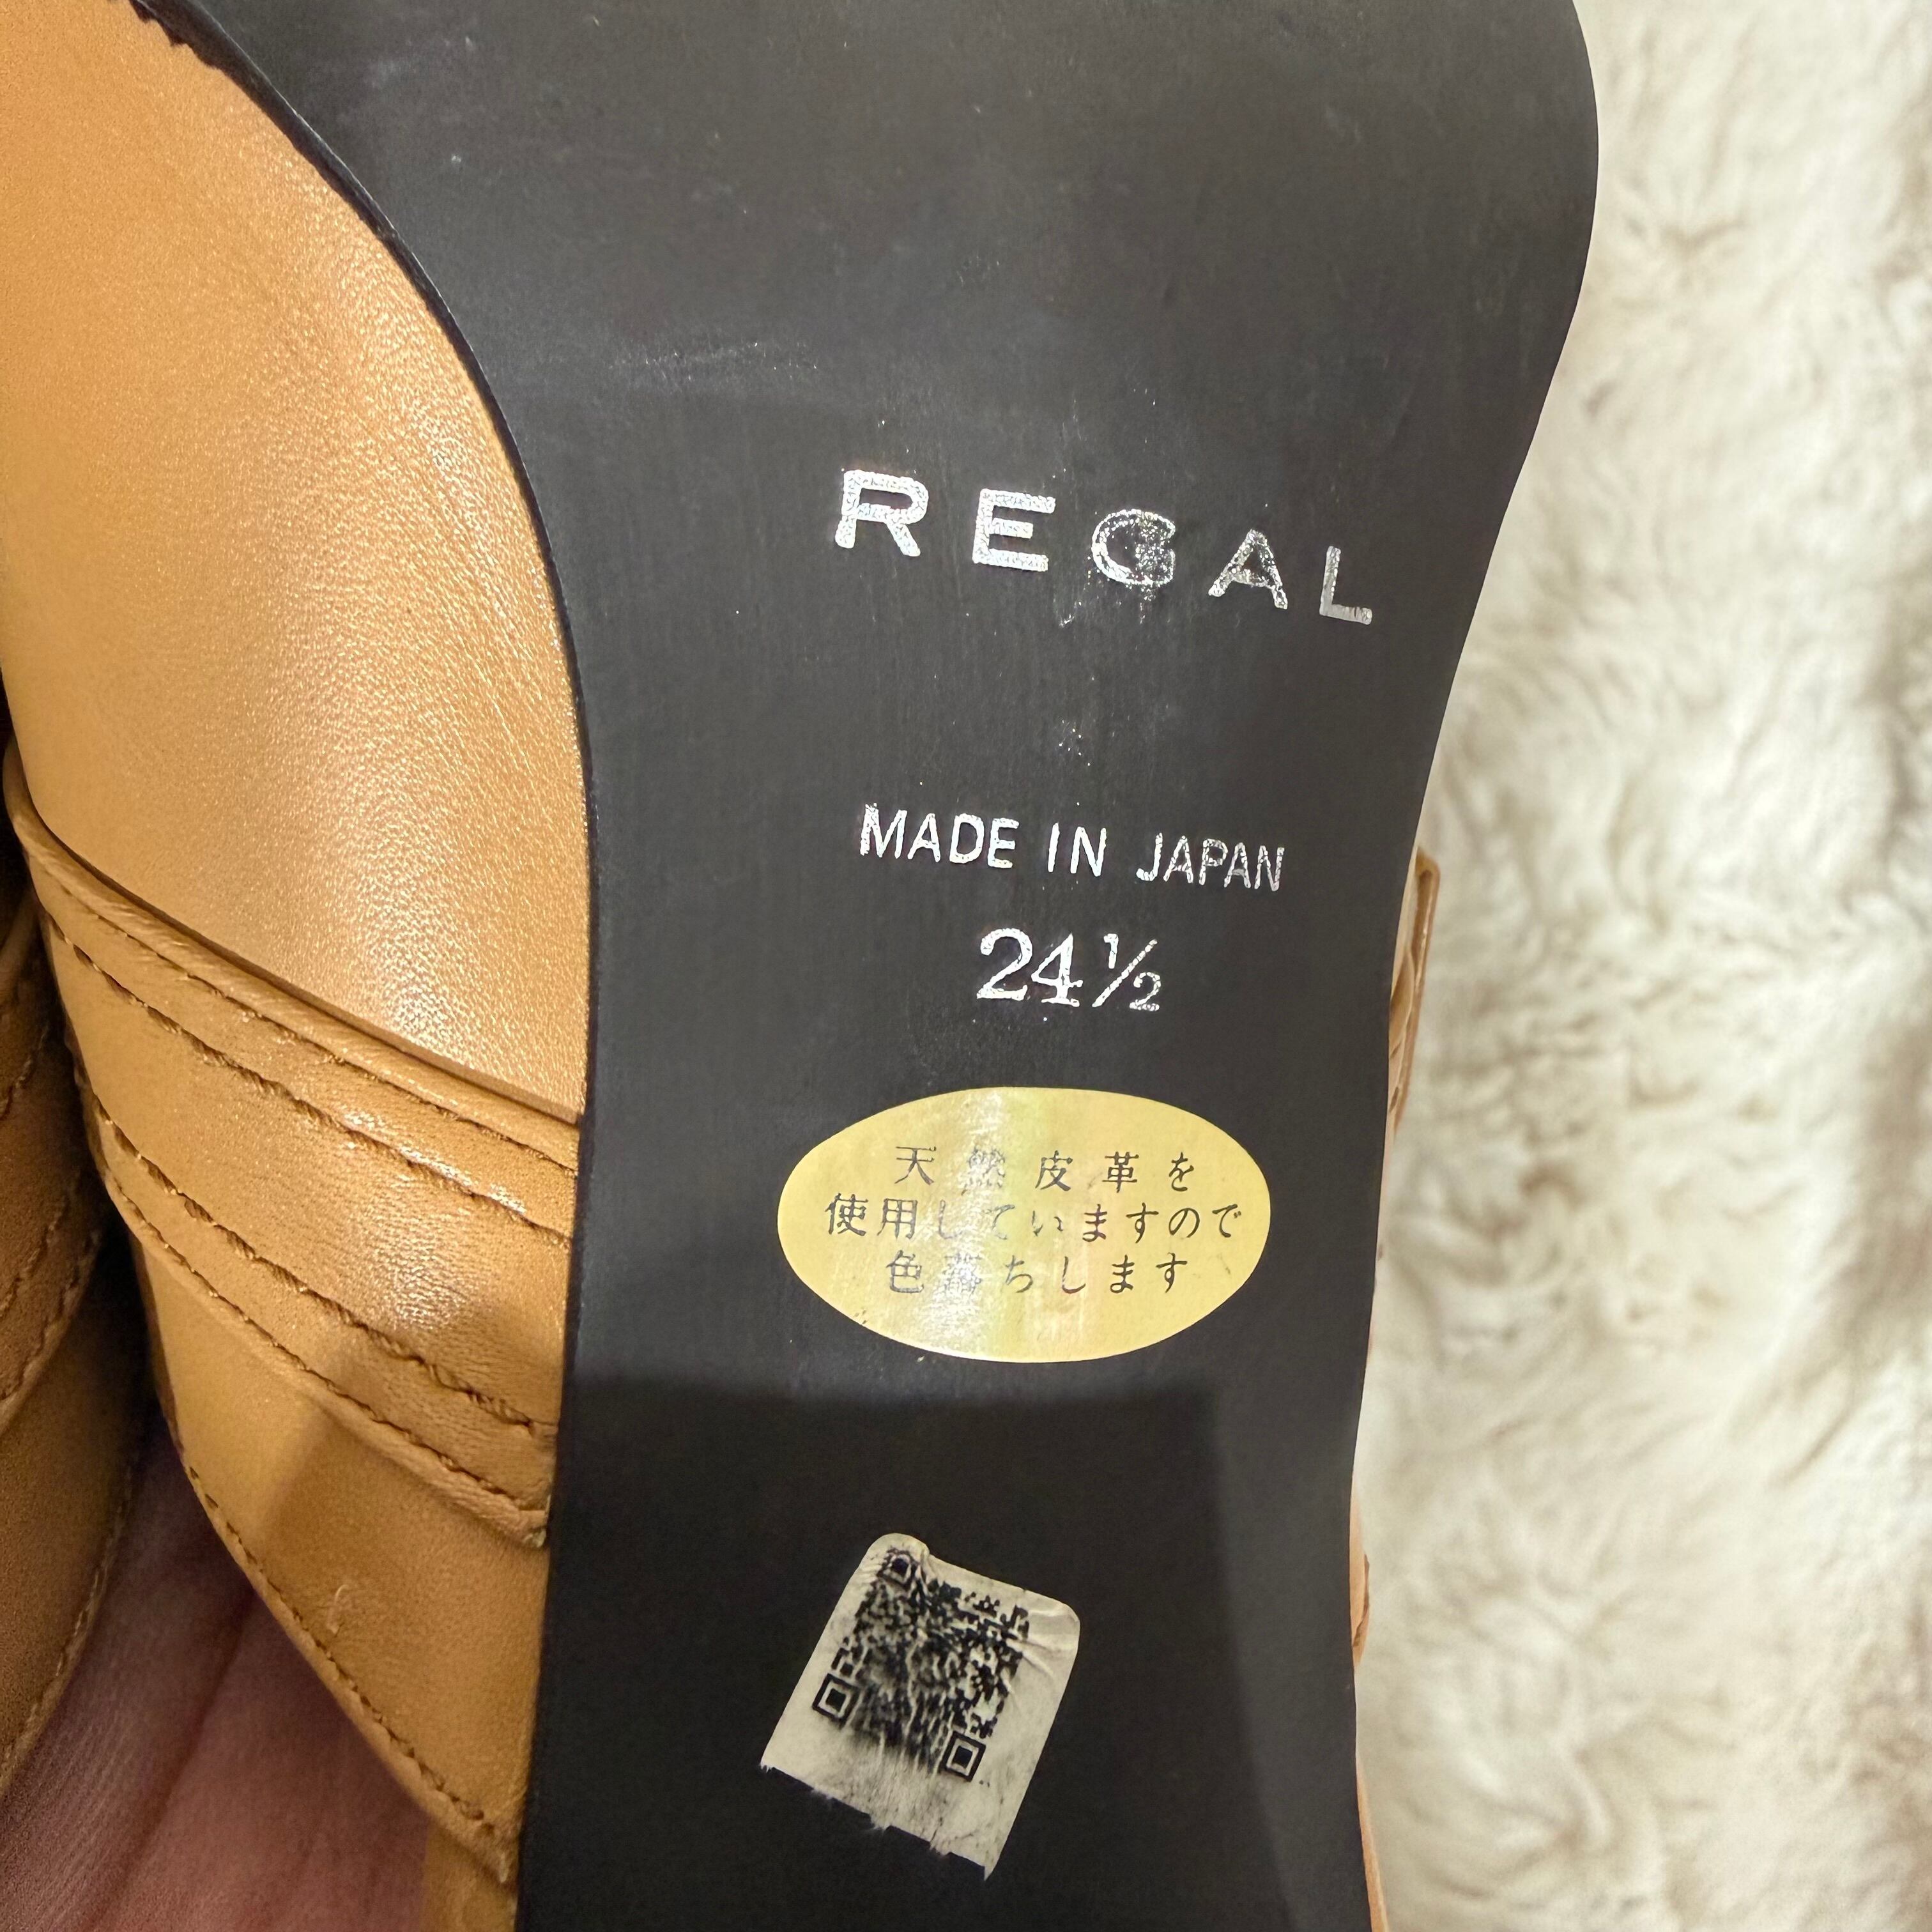 REGAL
MADE IN JAPAN
24½
天然皮革を
使用していますので
色落ちします